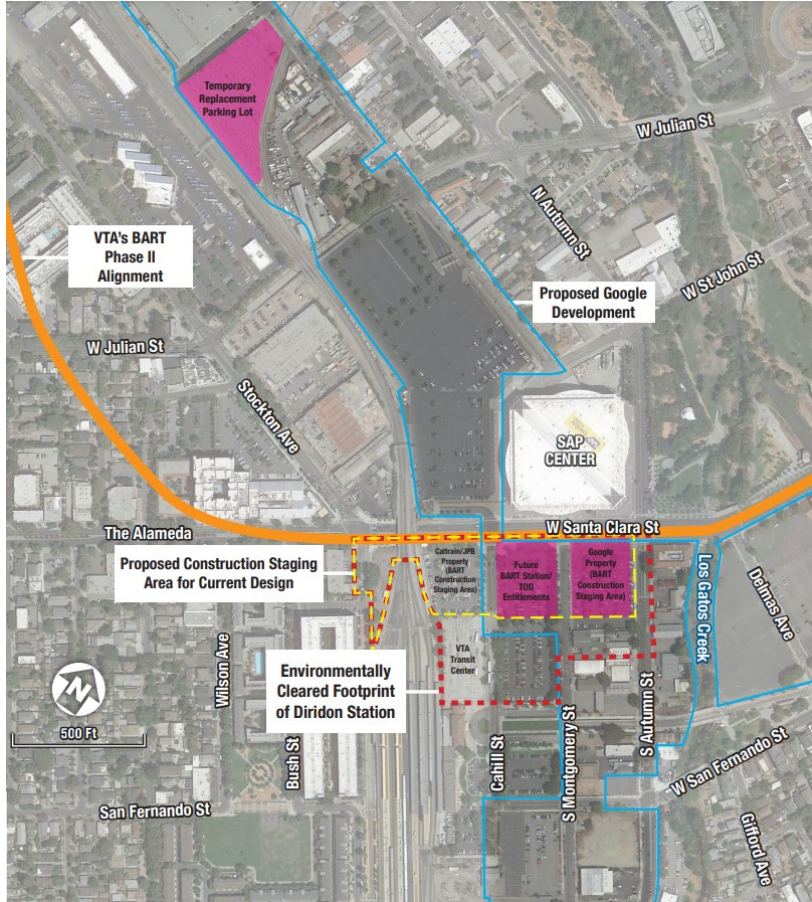 Temporary
Replacement
Parking Lot
W Julian St
N Autumn St
VTA's BART
Phase II
Alignment
W St John St
Proposed Google
Development
W Julian St
Stockton Ave
SAP
CENTER
The Alameda
W Santa Clara St
Proposed Construction Staging
Area for Current Design
Caltrain/JPB
Property
(BART
Construction
Staging Area)
Future
BART Station/
TOD
Entitlements
Google
Property
(BART
Construction
Staging Area)
Los Gatos Creek
Delmas Ave
Wilson Ave
Environmentally
Cleared Footprint
of Diridon Station
VTA
Transit
Center
N
500 Ft
Bush St
Cahill St
S Montgomery St
S Autumn St
W San Fernando St
San Fernando St
Gifford Ave